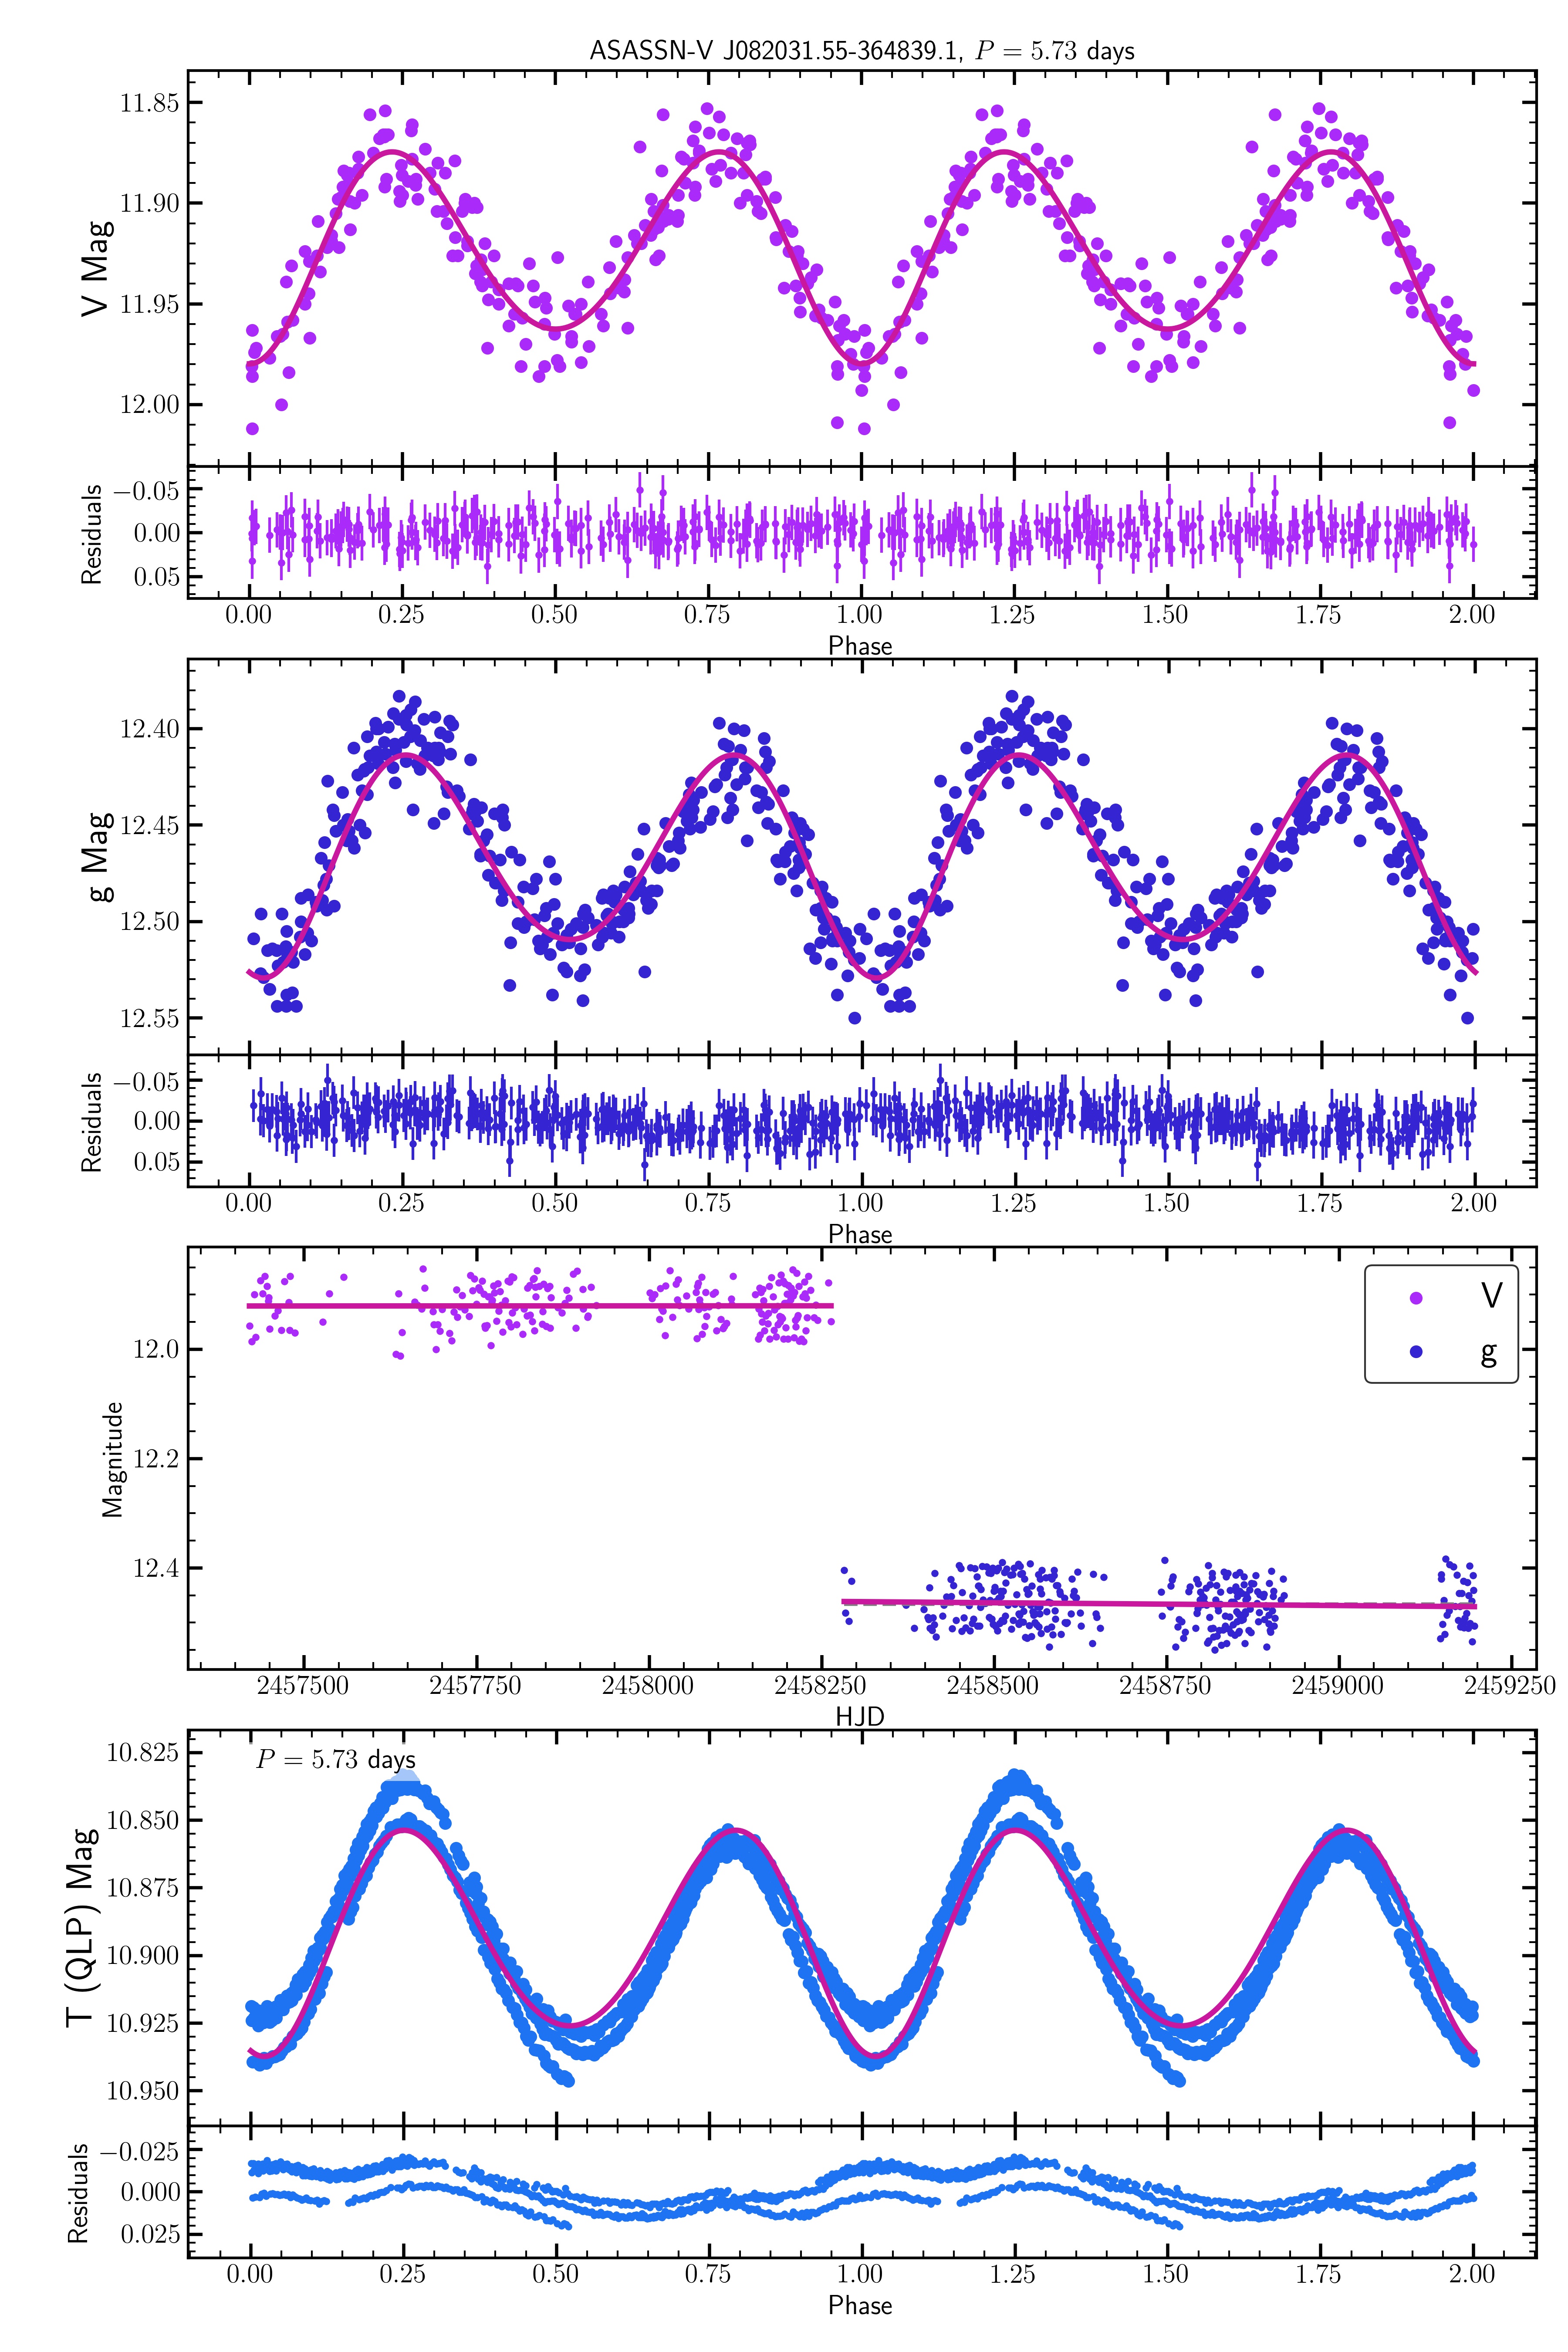 ASASSN-V J082031.55-364839.1, P = 5.73 days
V Mag
11.85
11.90
11.95
12.00
Residuals
−0.05
0.00
0.05
0.00 0.25 0.50 0.75 1.00 1.25 1.50 1.75 2.00
Phase
g Mag
12.40
12.45
12.50
12.55
Residuals
−0.05
0.00
0.05
0.00 0.25 0.50 0.75 1.00 1.25 1.50 1.75 2.00
Phase
Magnitude
12.0
12.2
12.4
V
g
2457500 2457750 2458000 2458250 2458500 2458750 2459000 2459250
HJD
P = 5.73 days
T (QLP) Mag
10.825
10.850
10.875
10.900
10.925
10.950
Residuals
−0.025
0.000
0.025
0.00 0.25 0.50 0.75 1.00 1.25 1.50 1.75 2.00
Phase